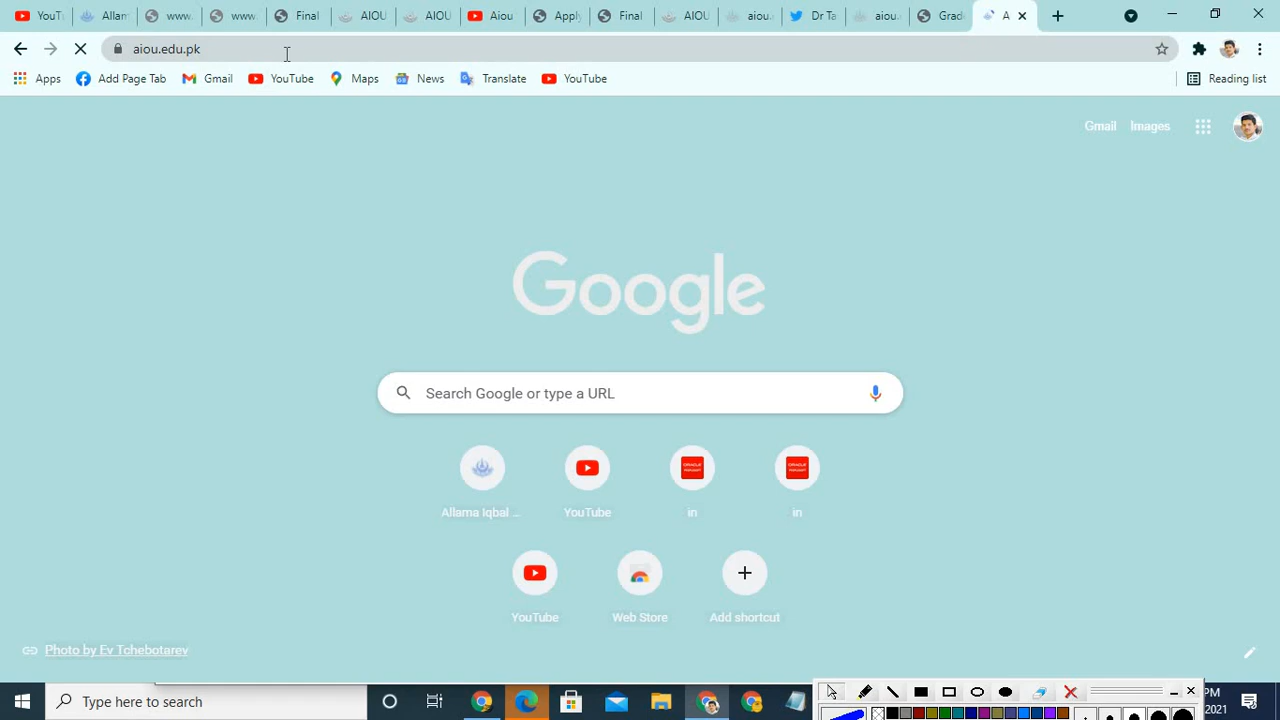 YouT
Allam
www.
www.
Final
AIOU
AIOU
Aiou
Apply
Final
AIOU
aiou.
Dr Ta
aiou.
Grad
A
aiou.edu.pk
Apps
Add Page Tab
Gmail
YouTube
Maps
News
Translate
YouTube
Reading list
Gmail
Images
Google
Search Google or type a URL
Allama Iqbal ...
YouTube
in
in
YouTube
Web Store
Add shortcut
Photo by Ev Tchebotarev
Type here to search
PM
2021